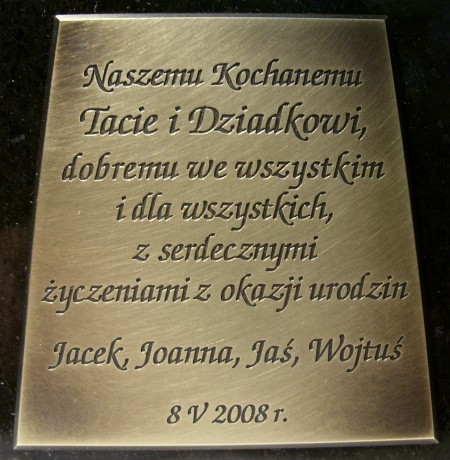 Naszemu Kochanemu
Tacie i Dziadkowi,
dobremu we wszystkim
i dla wszystkich,
z serdecznymi
życzeniami z okazji urodzin
Jacek, Joanna, Jaś, Wojtuś
8 V 2008 r.